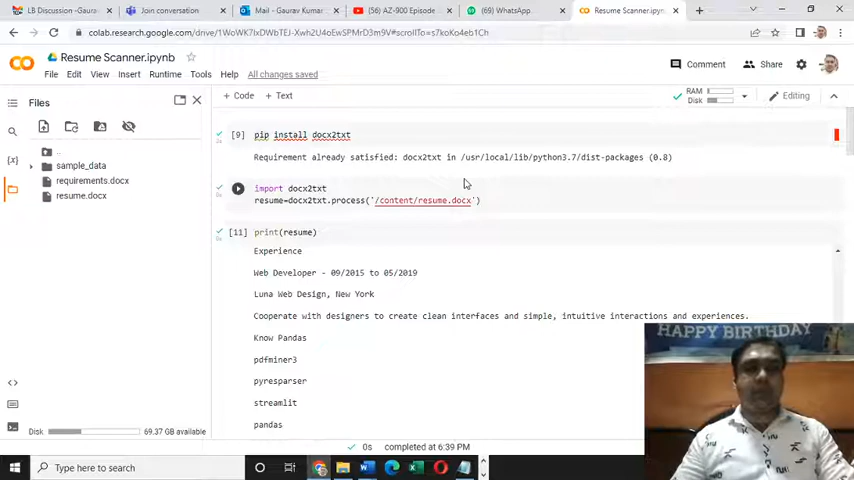 LB Discussion -Gaurav
Join conversation
Mail - Gaurav Kumar
(56) AZ-900 Episode
(69) WhatsApp
Resume Scanner.ipynb
colab.research.google.com/drive/1WoWK7lxDWbTEJ-Xwh2U4oEwSPMrD3m9V#scrollTo=s7koKo4eb1Ch
Resume Scanner.ipynb
File Edit View Insert Runtime Tools Help All changes saved
Comment
Share
Files
+ Code + Text
RAM
Disk
Editing
..
sample_data
requirements.docx
resume.docx
[9] pip install docx2txt
Requirement already satisfied: docx2txt in /usr/local/lib/python3.7/dist-packages (0.8)
import docx2txt
resume=docx2txt.process('/content/resume.docx')
[11] print(resume)
Experience
Web Developer - 09/2015 to 05/2019
Luna Web Design, New York
Cooperate with designers to create clean interfaces and simple, intuitive interactions and experiences.
Know Pandas
pdfminer3
pyresparser
streamlit
pandas
HAPPY BIRTHDAY
Disk
69.37 GB available
0s completed at 6:39 PM
Type here to search